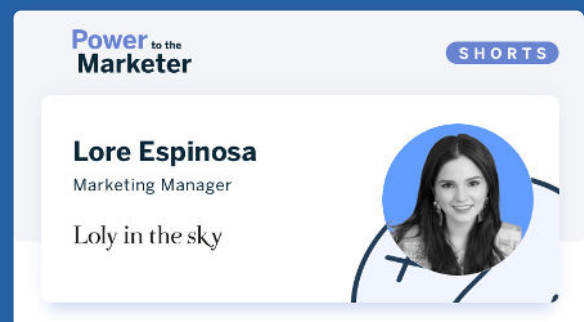 Power to the
Marketer
SHORTS
Lore Espinosa
Marketing Manager
Loly in the sky